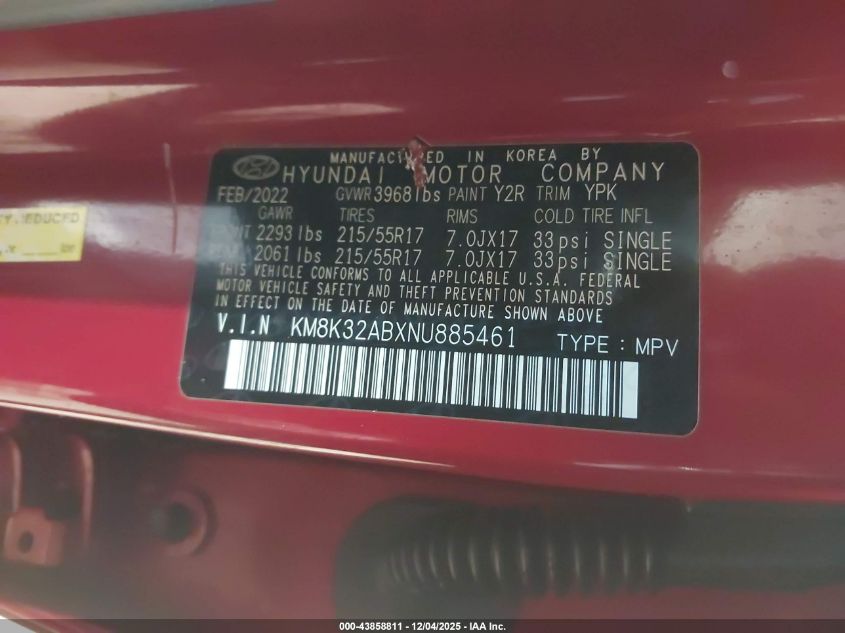 MANUFACTURED IN KOREA BY
HYUNDAI MOTOR COMPANY
FEB/2022 GVWR 3968lbs PAINT Y2R TRIM YPK
GAWR TIRES RIMS COLD TIRE INFL
2293 lbs 215/55R17 7.0JX17 33psi SINGLE
2061 lbs 215/55R17 7.0JX17 33psi SINGLE
THIS VEHICLE CONFORMS TO ALL APPLICABLE U.S.A. FEDERAL
MOTOR VEHICLE SAFETY AND THEFT PREVENTION STANDARDS
IN EFFECT ON THE DATE OF MANUFACTURE SHOWN ABOVE
V.I.N KM8K32ABXNU885461 TYPE : MPV
REDUCED
000-43858811 - 12/04/2025 - IAA Inc.